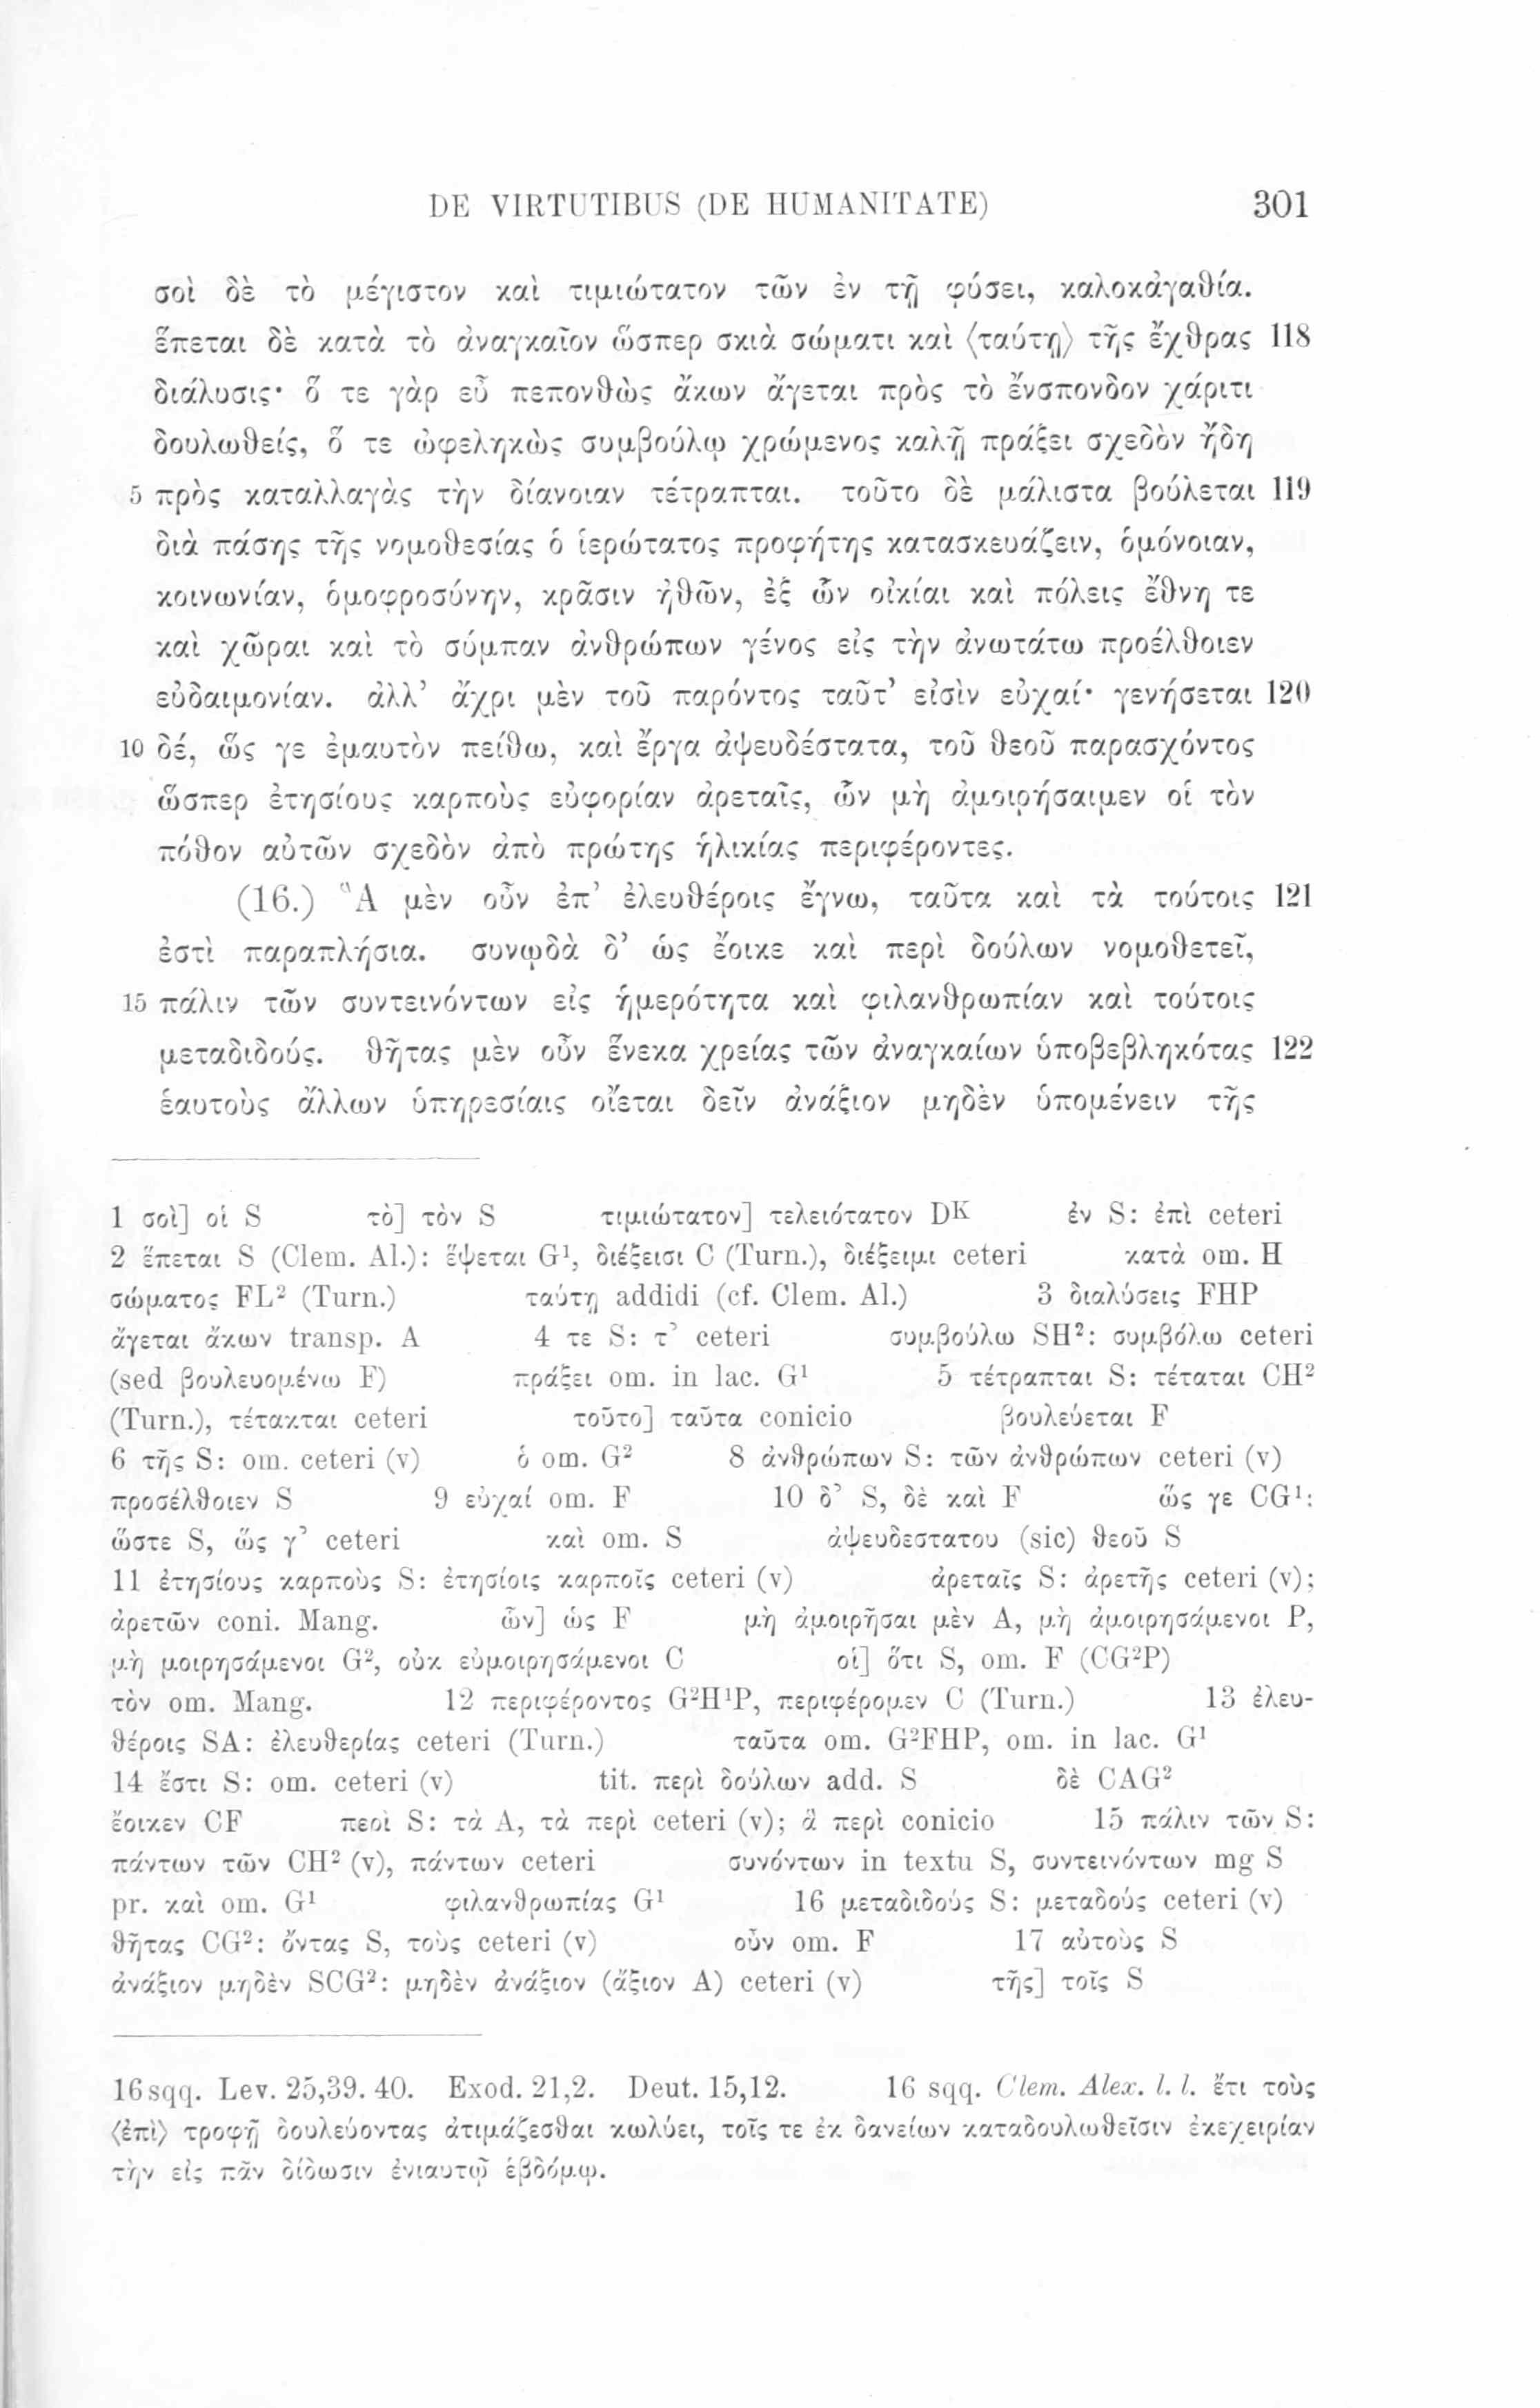 DE VIRTUTIBUS (DE HUMANITATE) 301
σοὶ δὲ τὸ μέγιστον καὶ τιμιώτατον τῶν ἐν τῇ φύσει, καλοκἀγαθία.
ἕπεται δὲ κατὰ τὸ ἀναγκαῖον ὥσπερ σκιὰ σώματι καὶ ⟨ταύτῃ⟩ τῆς ἔχθρας 118
διάλυσις· ὅ τε γὰρ εὖ πεπονθὼς ἄκων ἄγεται πρὸς τὸ ἔνσπονδον χάριτι
δουλωθείς, ὅ τε ὠφεληκὼς συμβούλῳ χρώμενος καλῇ πράξει σχεδὸν ἤδη
5 πρὸς καταλλαγὰς τὴν διάνοιαν τέτραπται. τοῦτο δὲ μάλιστα βούλεται 119
διὰ πάσης τῆς νομοθεσίας ὁ ἱερώτατος προφήτης κατασκευάζειν, ὁμόνοιαν,
κοινωνίαν, ὁμοφροσύνην, κρᾶσιν ἠθῶν, ἐξ ὧν οἰκίαι καὶ πόλεις ἔθνη τε
καὶ χῶραι καὶ τὸ σύμπαν ἀνθρώπων γένος εἰς τὴν ἀνωτάτω προέλθοιεν
εὐδαιμονίαν. ἀλλ’ ἄχρι μὲν τοῦ παρόντος ταῦτ’ εἰσὶν εὐχαί· γενήσεται 120
10 δέ, ὥς γε ἐμαυτὸν πείθω, καὶ ἔργα ἀψευδέστατα, τοῦ θεοῦ παρασχόντος
ὥσπερ ἐτησίους καρποὺς εὐφορίαν ἀρεταῖς, ὧν μὴ ἀμοιρήσαιμεν οἱ τὸν
πόθον αὐτῶν σχεδὸν ἀπὸ πρώτης ἡλικίας περιφέροντες.
(16.) Ἃ μὲν οὖν ἐπ’ ἐλευθέροις ἔγνω, ταῦτα καὶ τὰ τούτοις 121
ἐστὶ παραπλήσια. συνῳδὰ δ’ ὡς ἔοικε καὶ περὶ δούλων νομοθετεῖ,
15 πάλιν τῶν συντεινόντων εἰς ἡμερότητα καὶ φιλανθρωπίαν καὶ τούτοις
μεταδιδούς. θῆτας μὲν οὖν ἕνεκα χρείας τῶν ἀναγκαίων ὑποβεβληκότας 122
ἑαυτοὺς ἄλλων ὑπηρεσίαις οἴεται δεῖν ἀνάξιον μηδὲν ὑπομένειν τῆς
1 σοὶ] οἱ S τὸ] τὸν S τιμιώτατον] τελειότατον Dᴷ ἐν S: ἐπὶ ceteri
2 ἕπεται S (Clem. Al.): ἕψεται G¹, διέξεισι C (Turn.), διέξειμι ceteri κατὰ om. H
σώματος FL² (Turn.) ταύτῃ addidi (cf. Clem. Al.) 3 διαλύσεις FHP
ἄγεται ἄκων transp. A 4 τε S: τ’ ceteri συμβούλω SH²: συμβόλω ceteri
(sed βουλευομένω F) πράξει om. in lac. G¹ 5 τέτραπται S: τέταται CH²
(Turn.), τέτακται ceteri τοῦτο] ταῦτα conicio βουλεύεται F
6 τῆς S: om. ceteri (v) ὁ om. G² 8 ἀνθρώπων S: τῶν ἀνθρώπων ceteri (v)
προσέλθοιεν S 9 εὐχαί om. F 10 δ’ S, δὲ καὶ F ὥς γε CG¹:
ὥστε S, ὥς γ’ ceteri καὶ om. S ἀψευδεστατου (sic) θεοῦ S
11 ἐτησίους καρποὺς S: ἐτησίοις καρποῖς ceteri (v) ἀρεταῖς S: ἀρετῆς ceteri (v);
ἀρετῶν coni. Mang. ὧν] ὡς F μὴ ἀμοιρῆσαι μὲν A, μὴ ἀμοιρησάμενοι P,
μὴ μοιρησάμενοι G², οὐκ εὐμοιρησάμενοι C οἱ] ὅτι S, om. F (CG²P)
τὸν om. Mang. 12 περιφέροντος G²H¹P, περιφέρομεν C (Turn.) 13 ἐλευ-
θέροις SA: ἐλευθερίας ceteri (Turn.) ταῦτα om. G²FHP, om. in lac. G¹
14 ἔστι S: om. ceteri (v) tit. περὶ δούλων add. S δὲ CAG²
ἔοικεν CF περὶ S: τὰ A, τὰ περὶ ceteri (v); ἃ περὶ conicio 15 πάλιν τῶν S:
πάντων τῶν CH² (v), πάντων ceteri συνόντων in textu S, συντεινόντων mg S
pr. καὶ om. G¹ φιλανθρωπίας G¹ 16 μεταδιδούς S: μεταδούς ceteri (v)
θῆτας CG²: ὄντας S, τοὺς ceteri (v) οὖν om. F 17 αὐτοὺς S
ἀνάξιον μηδὲν SCG²: μηδὲν ἀνάξιον (ἄξιον A) ceteri (v) τῆς] τοῖς S
16 sqq. Lev. 25,39. 40. Exod. 21,2. Deut. 15,12. 16 sqq. Clem. Alex. l. l. ἔτι τοὺς
⟨ἐπὶ⟩ τροφῇ δουλεύοντας ἀτιμάζεσθαι κωλύει, τοῖς τε ἐκ δανείων καταδουλωθεῖσιν ἐκεχειρίαν
τὴν εἰς πᾶν δίδωσιν ἐνιαυτῷ ἑβδόμῳ.